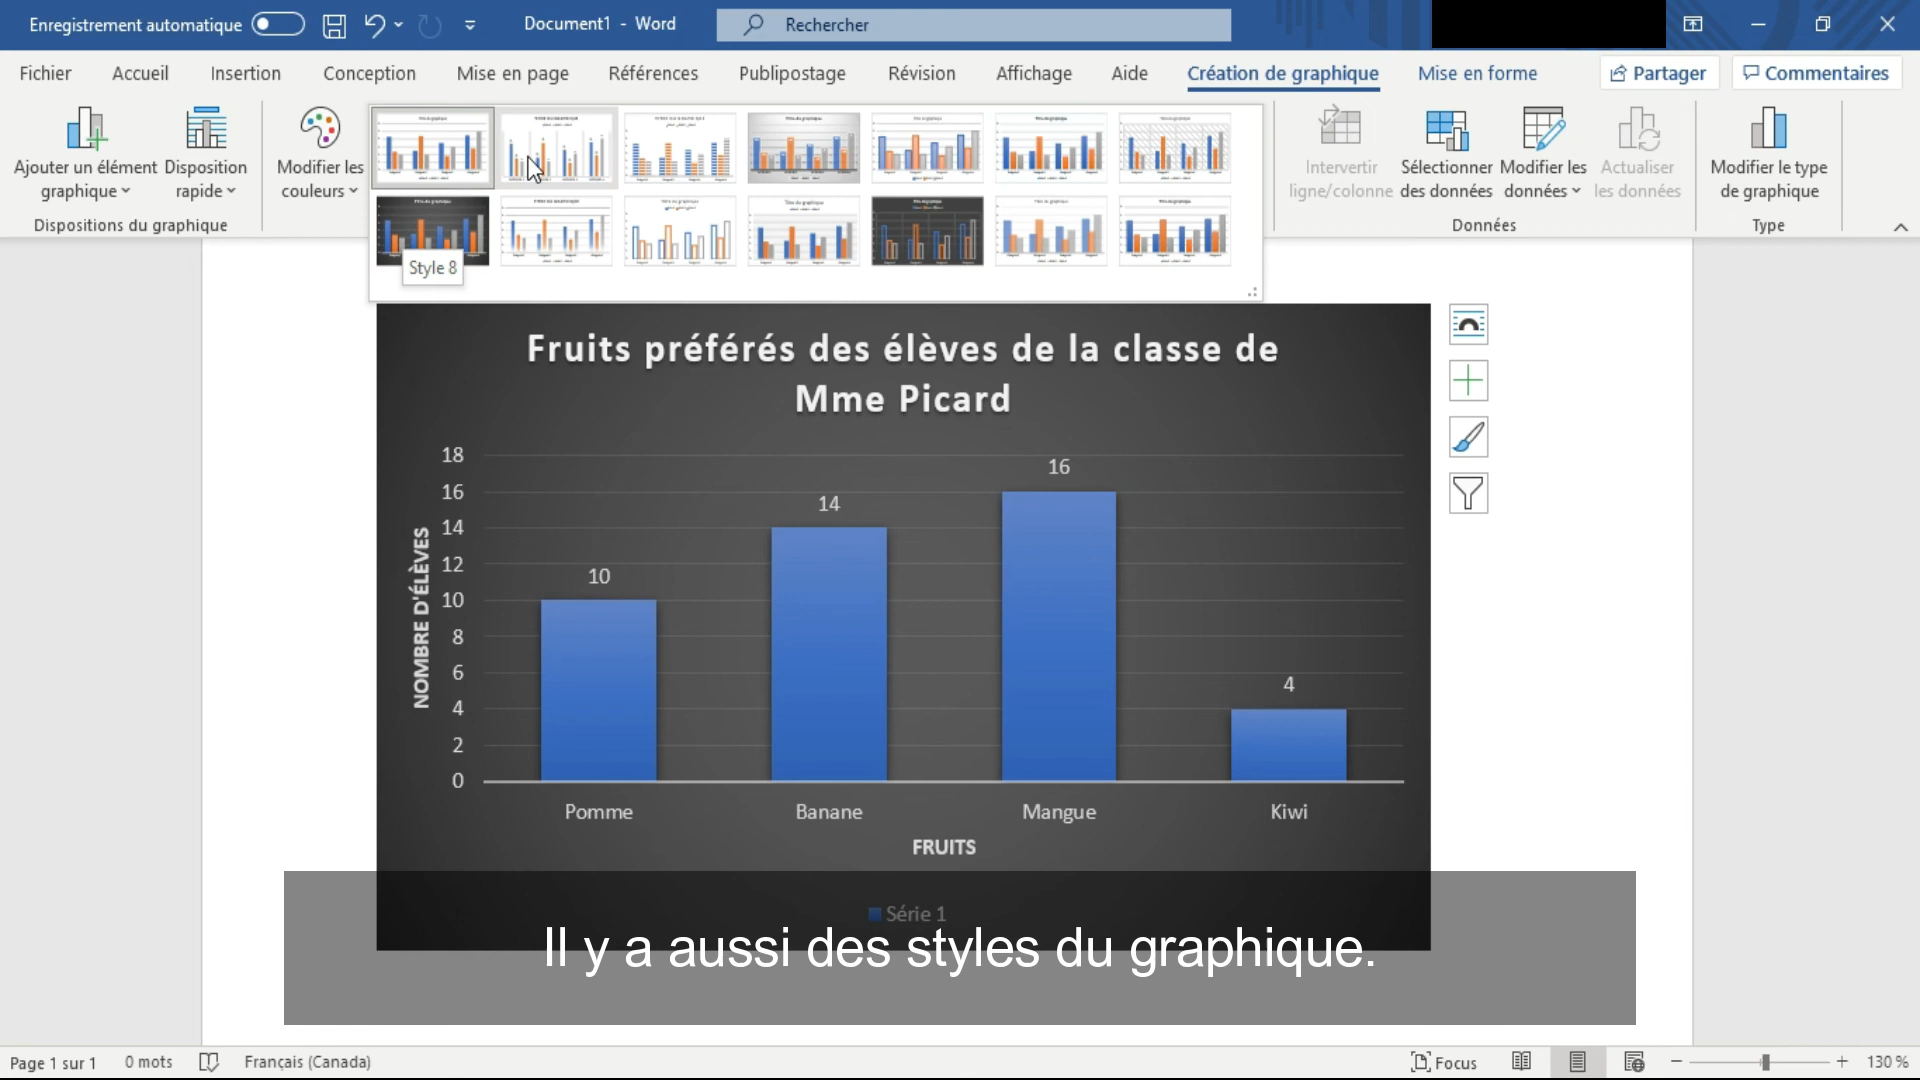 Enregistrement automatique
Document1 - Word
Rechercher
Fichier Accueil Insertion Conception Mise en page Références Publipostage Révision Affichage Aide Création de graphique Mise en forme Partager Commentaires
Ajouter un élément
graphique
Disposition
rapide
Modifier les
couleurs
Intervertir
ligne/colonne
Sélectionner
des données
Modifier les
données
Actualiser
les données
Modifier le type
de graphique
Dispositions du graphique
Données
Type
Style 8
Fruits préférés des élèves de la classe de
Mme Picard
NOMBRE D'ÉLÈVES
18
16
14
12
10
8
6
4
2
0
10
14
16
4
Pomme Banane Mangue Kiwi
FRUITS
Série 1
Il y a aussi des styles du graphique.
Page 1 sur 1 0 mots Français (Canada) Focus 130 %